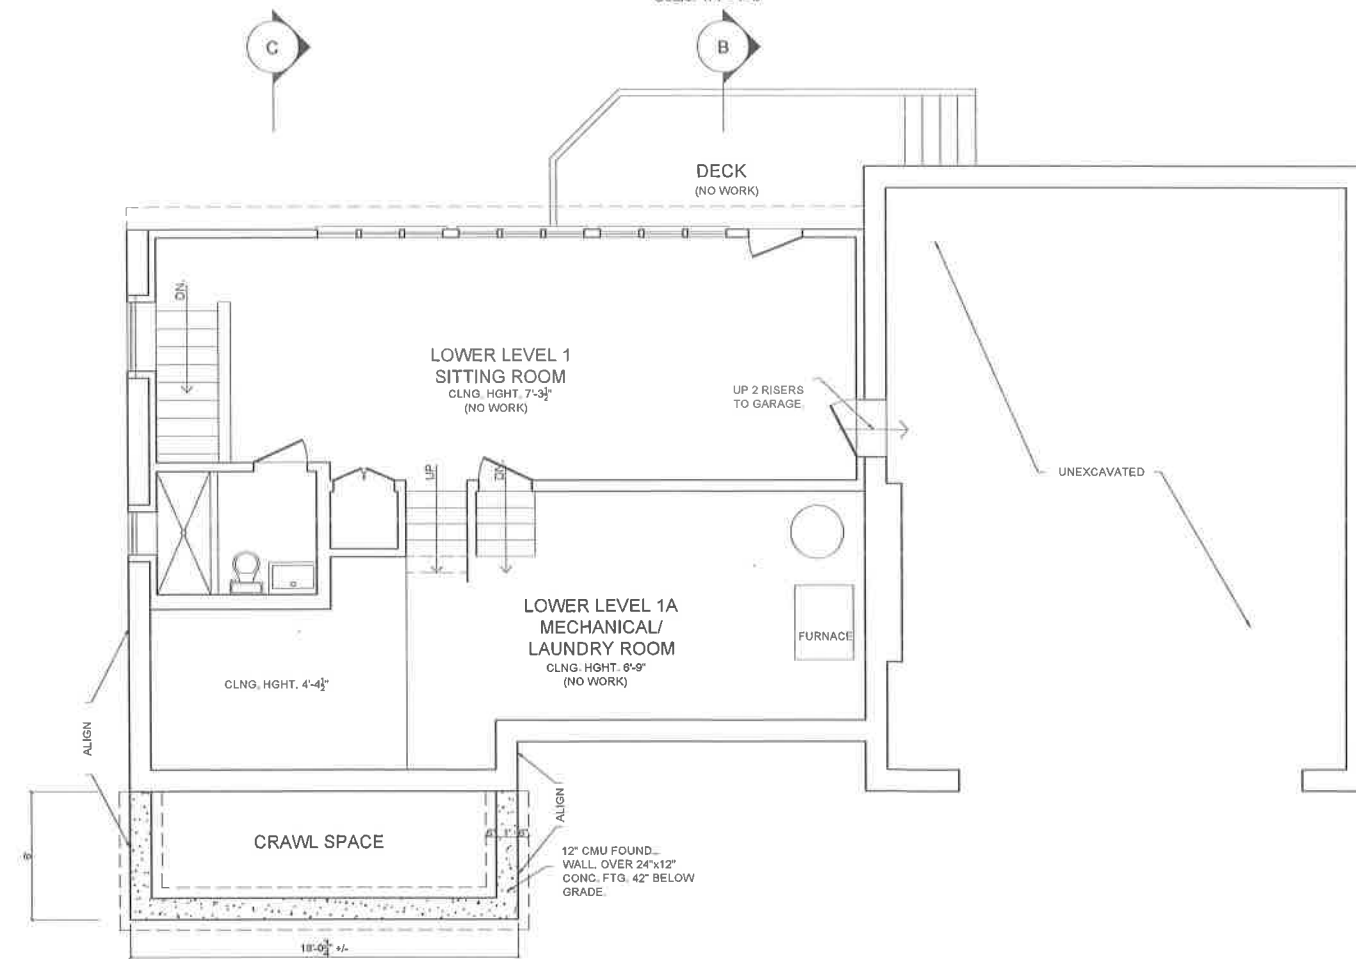 C
B
DECK
(NO WORK)
DN.
LOWER LEVEL 1
SITTING ROOM
CLNG. HGHT. 7'-3½"
(NO WORK)
UP 2 RISERS
TO GARAGE.
UP
DN.
UNEXCAVATED
LOWER LEVEL 1A
MECHANICAL/
LAUNDRY ROOM
CLNG. HGHT. 6'-9"
(NO WORK)
FURNACE
CLNG. HGHT. 4'-4½"
ALIGN
ALIGN
CRAWL SPACE
6" 1' 6"
12" CMU FOUND.
WALL. OVER 24"x12"
CONC. FTG. 42" BELOW
GRADE.